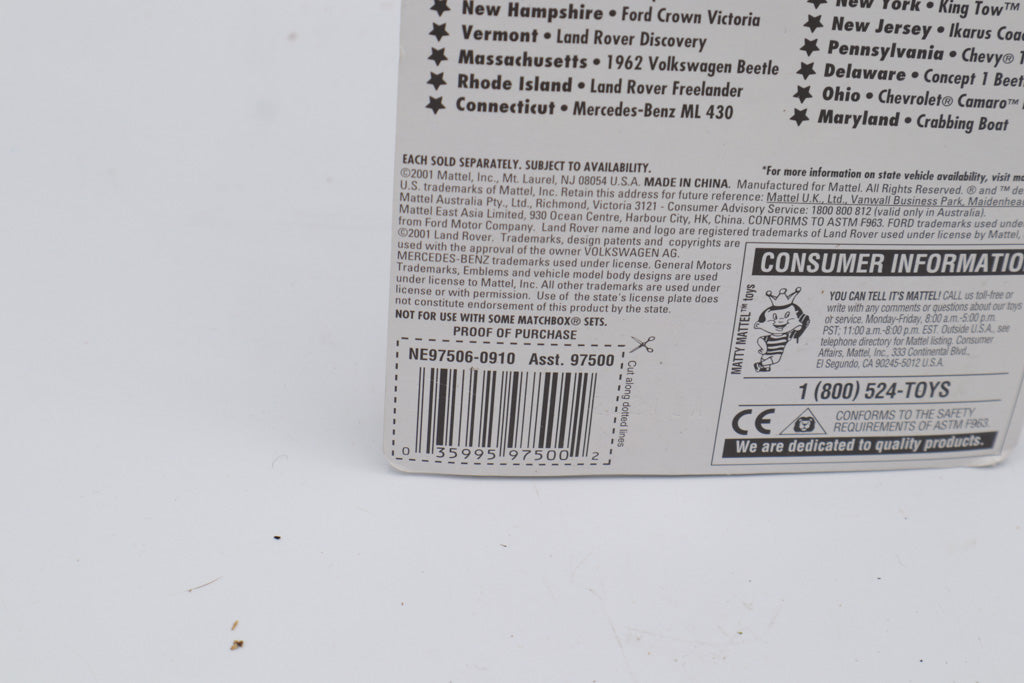 ★ New Hampshire • Ford Crown Victoria
★ Vermont • Land Rover Discovery
★ Massachusetts • 1962 Volkswagen Beetle
★ Rhode Island • Land Rover Freelander
★ Connecticut • Mercedes-Benz ML 430
★ New York • King Tow™
★ New Jersey • Ikarus
★ Pennsylvania • Chevy®
★ Delaware • Concept 1
★ Ohio • Chevrolet® Camaro™
★ Maryland • Crabbing Boat
EACH SOLD SEPARATELY. SUBJECT TO AVAILABILITY.
*For more information on state vehicle availability, visit
©2001 Mattel, Inc., Mt. Laurel, NJ 08054 U.S.A. MADE IN CHINA. Manufactured for Mattel. All Rights Reserved. ® and ™
U.S. trademarks of Mattel, Inc. Retain this address for future reference: Mattel U.K., Ltd., Vanwall Business Park,
Mattel Australia Pty., Ltd., Richmond, Victoria 3121 - Consumer Advisory Service: 1800 800 812 (valid only in Australia).
Mattel East Asia Limited, 930 Ocean Centre, Harbour City, HK, China. CONFORMS TO ASTM F963. FORD trademarks used
from Ford Motor Company. Land Rover name and logo are registered trademarks of Land Rover used under license by Mattel,
©2001 Land Rover. Trademarks, design patents and copyrights are
used with the approval of the owner VOLKSWAGEN AG.
MERCEDES-BENZ trademarks used under license. General Motors
Trademarks, Emblems and vehicle model body designs are used
under license to Mattel, Inc. All other trademarks are used under
license or with permission. Use of the state's license plate does
not constitute endorsement of this product by the state.
NOT FOR USE WITH SOME MATCHBOX® SETS.
PROOF OF PURCHASE
NE97506-0910 Asst. 97500
0 35995 97500 2
Cut along dotted lines
CONSUMER INFORMATIO
MATTY MATTEL™ toys
YOU CAN TELL IT'S MATTEL! CALL us toll-free or
write with any comments or questions about our toys
or service. Monday-Friday, 8:00 a.m.-5:00 p.m.
PST; 11:00 a.m.-8:00 p.m. EST. Outside U.S.A., see
telephone directory for Mattel listing. Consumer
Affairs, Mattel, Inc., 333 Continental Blvd.,
El Segundo, CA 90245-5012 U.S.A.
1 (800) 524-TOYS
CE
CONFORMS TO THE SAFETY
REQUIREMENTS OF ASTM F963.
We are dedicated to quality products.